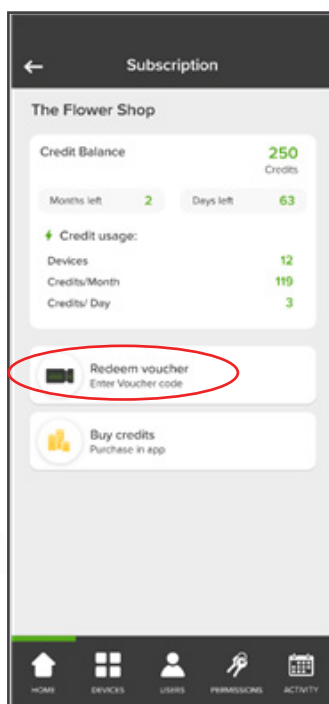 Subscription
The Flower Shop
Credit Balance
250
Credits
Months left 2 Days left 63
Credit usage:
Devices 12
Credits/Month 119
Credits/ Day 3
Redeem voucher
Enter Voucher code
Buy credits
Purchase in app
HOME DEVICES USERS PERMISSIONS ACTIVITY